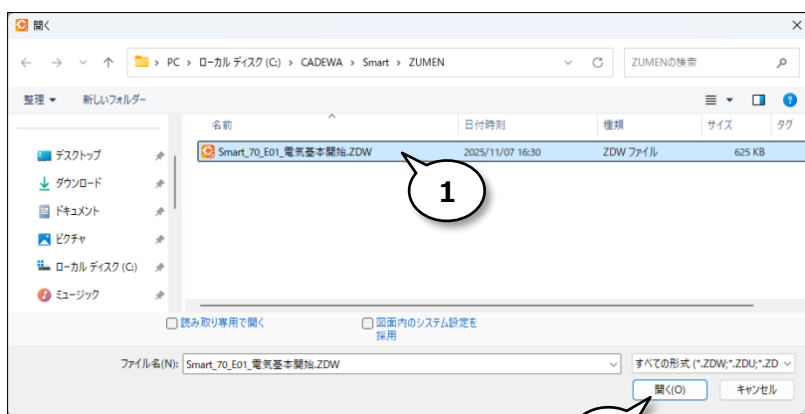 開く
PC › ローカル ディスク (C:) › CADEWA › Smart › ZUMEN
ZUMENの検索
整理
新しいフォルダー
名前
日付時刻
種類
サイズ
タグ
デスクトップ
Smart_70_E01_電気基本開始.ZDW
2025/11/07 16:30
ZDW ファイル
625 KB
ダウンロード
1
ドキュメント
ピクチャ
ローカル ディスク (C:)
ミュージック
読み取り専用で開く
図面内のシステム設定を
採用
ファイル名(N):
Smart_70_E01_電気基本開始.ZDW
すべての形式 (*.ZDW;*.ZDU;*.ZD
開く(O)
キャンセル